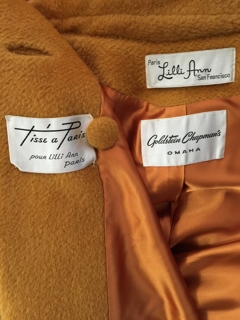 Paris
Lilli Ann
San Francisco
Tissé à Paris
pour Lilli Ann
paris
Goldstein Chapman's
OMAHA